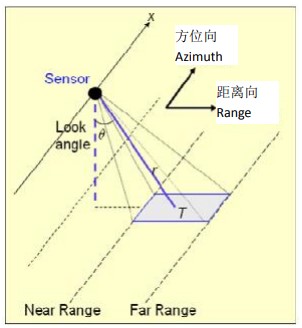 x
方位向
Azimuth
Sensor
距离向
Range
Look
angle
θ
r
T
Near Range
Far Range